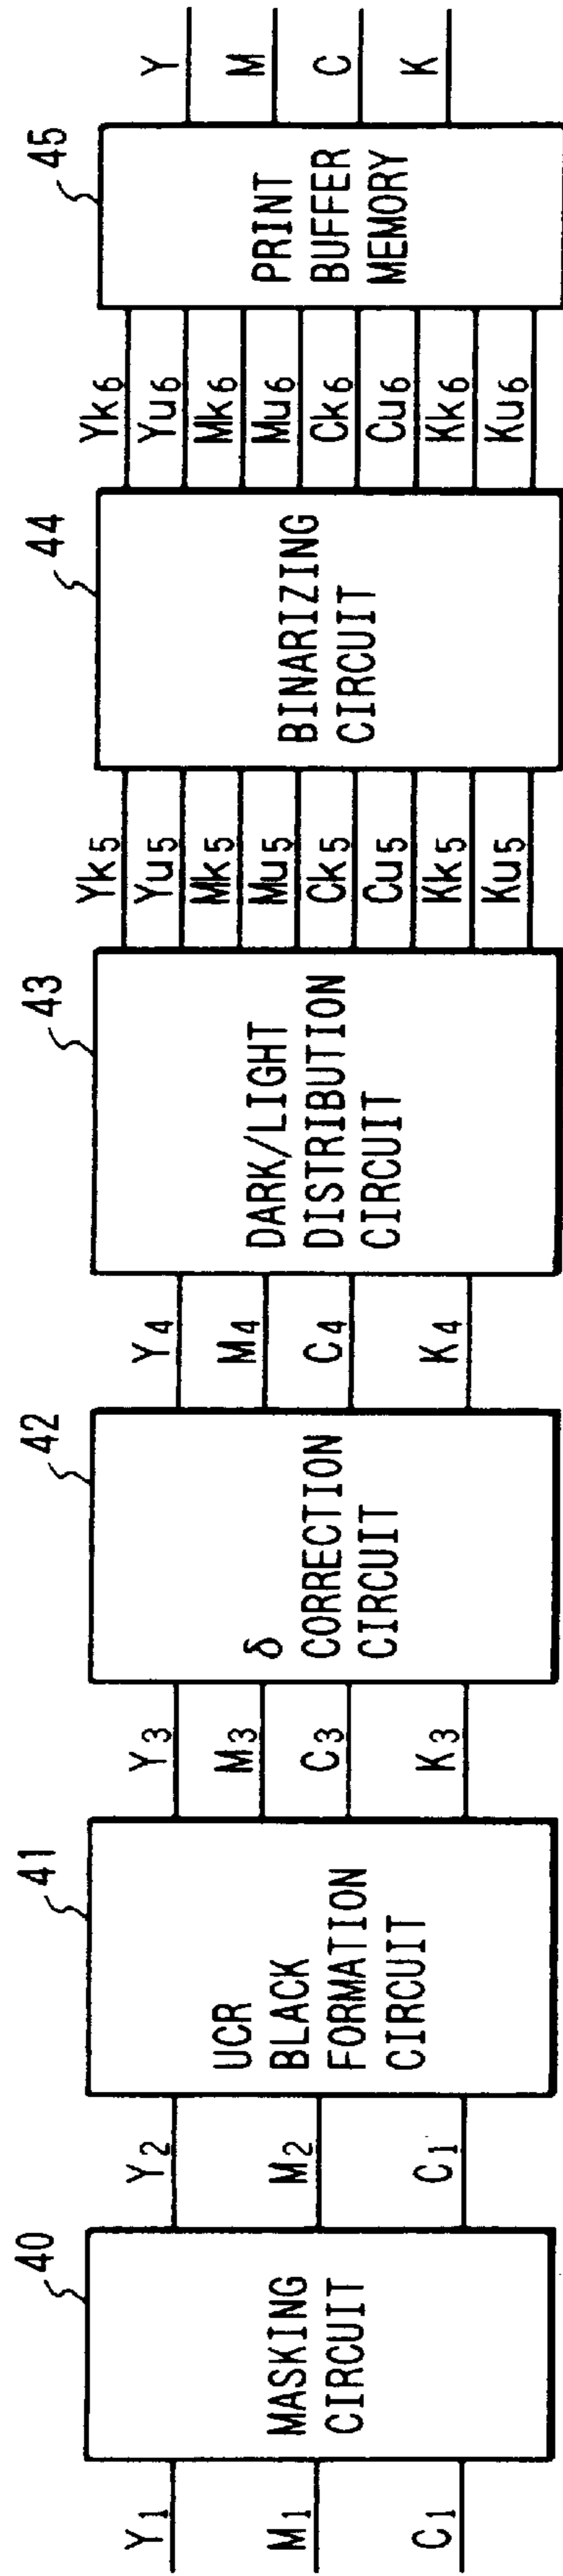 Y1
M1
C1
40
MASKING
CIRCUIT
Y2
M2
C1
41
UCR
BLACK
FORMATION
CIRCUIT
Y3
M3
C3
K3
42
δ
CORRECTION
CIRCUIT
Y4
M4
C4
K4
43
DARK/LIGHT
DISTRIBUTION
CIRCUIT
Yk5
Yu5
Mk5
Mu5
Ck5
Cu5
Kk5
Ku5
44
BINARIZING
CIRCUIT
Yk6
Yu6
Mk6
Mu6
Ck6
Cu6
Kk6
Ku6
45
PRINT
BUFFER
MEMORY
Y
M
C
K